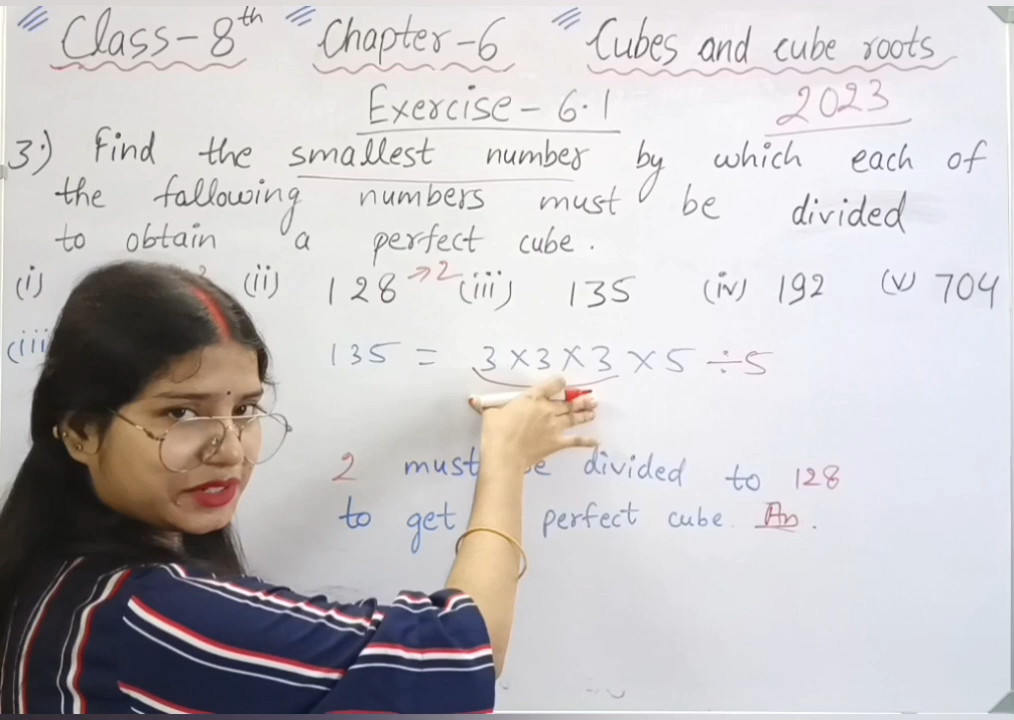 Class-8th Chapter-6 Cubes and cube roots
Exercise-6.1 2023
3.) Find the smallest number by which each of
the fallowing numbers must be divided
to obtain a perfect cube.
(i) (ii) 128→2 (iii) 135 (iv) 192 (v) 704
(iii 135 = 3×3×3×5÷5
2 must divided to 128
to get perfect cube. An.